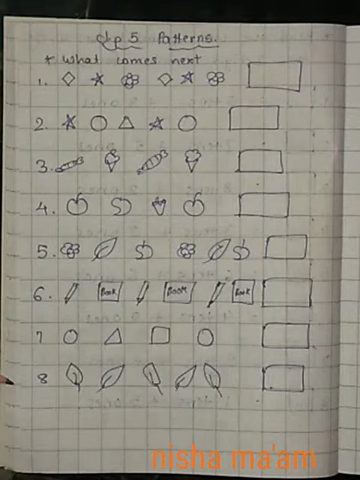 Chp 5 Patterns.
* What comes next
1.
2.
3.
4.
5.
6. Book Book Book
7
8
nisha ma'am